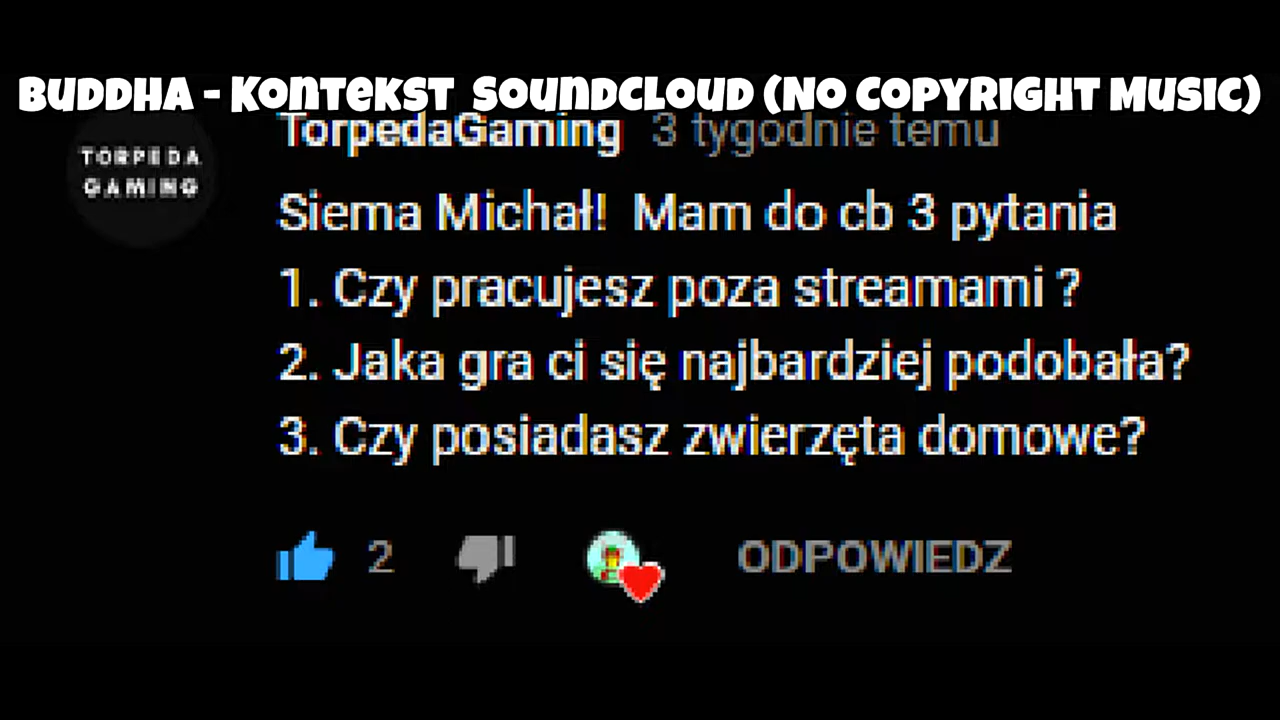 BUDDHA - KONTEKST SOUNDCLOUD (NO COPYRIGHT MUSIC)
TORPEDA
GAMING
TorpedaGaming 3 tygodnie temu
Siema Michał! Mam do cb 3 pytania
1. Czy pracujesz poza streamami ?
2. Jaka gra ci się najbardziej podobała?
3. Czy posiadasz zwierzęta domowe?
2
ODPOWIEDZ